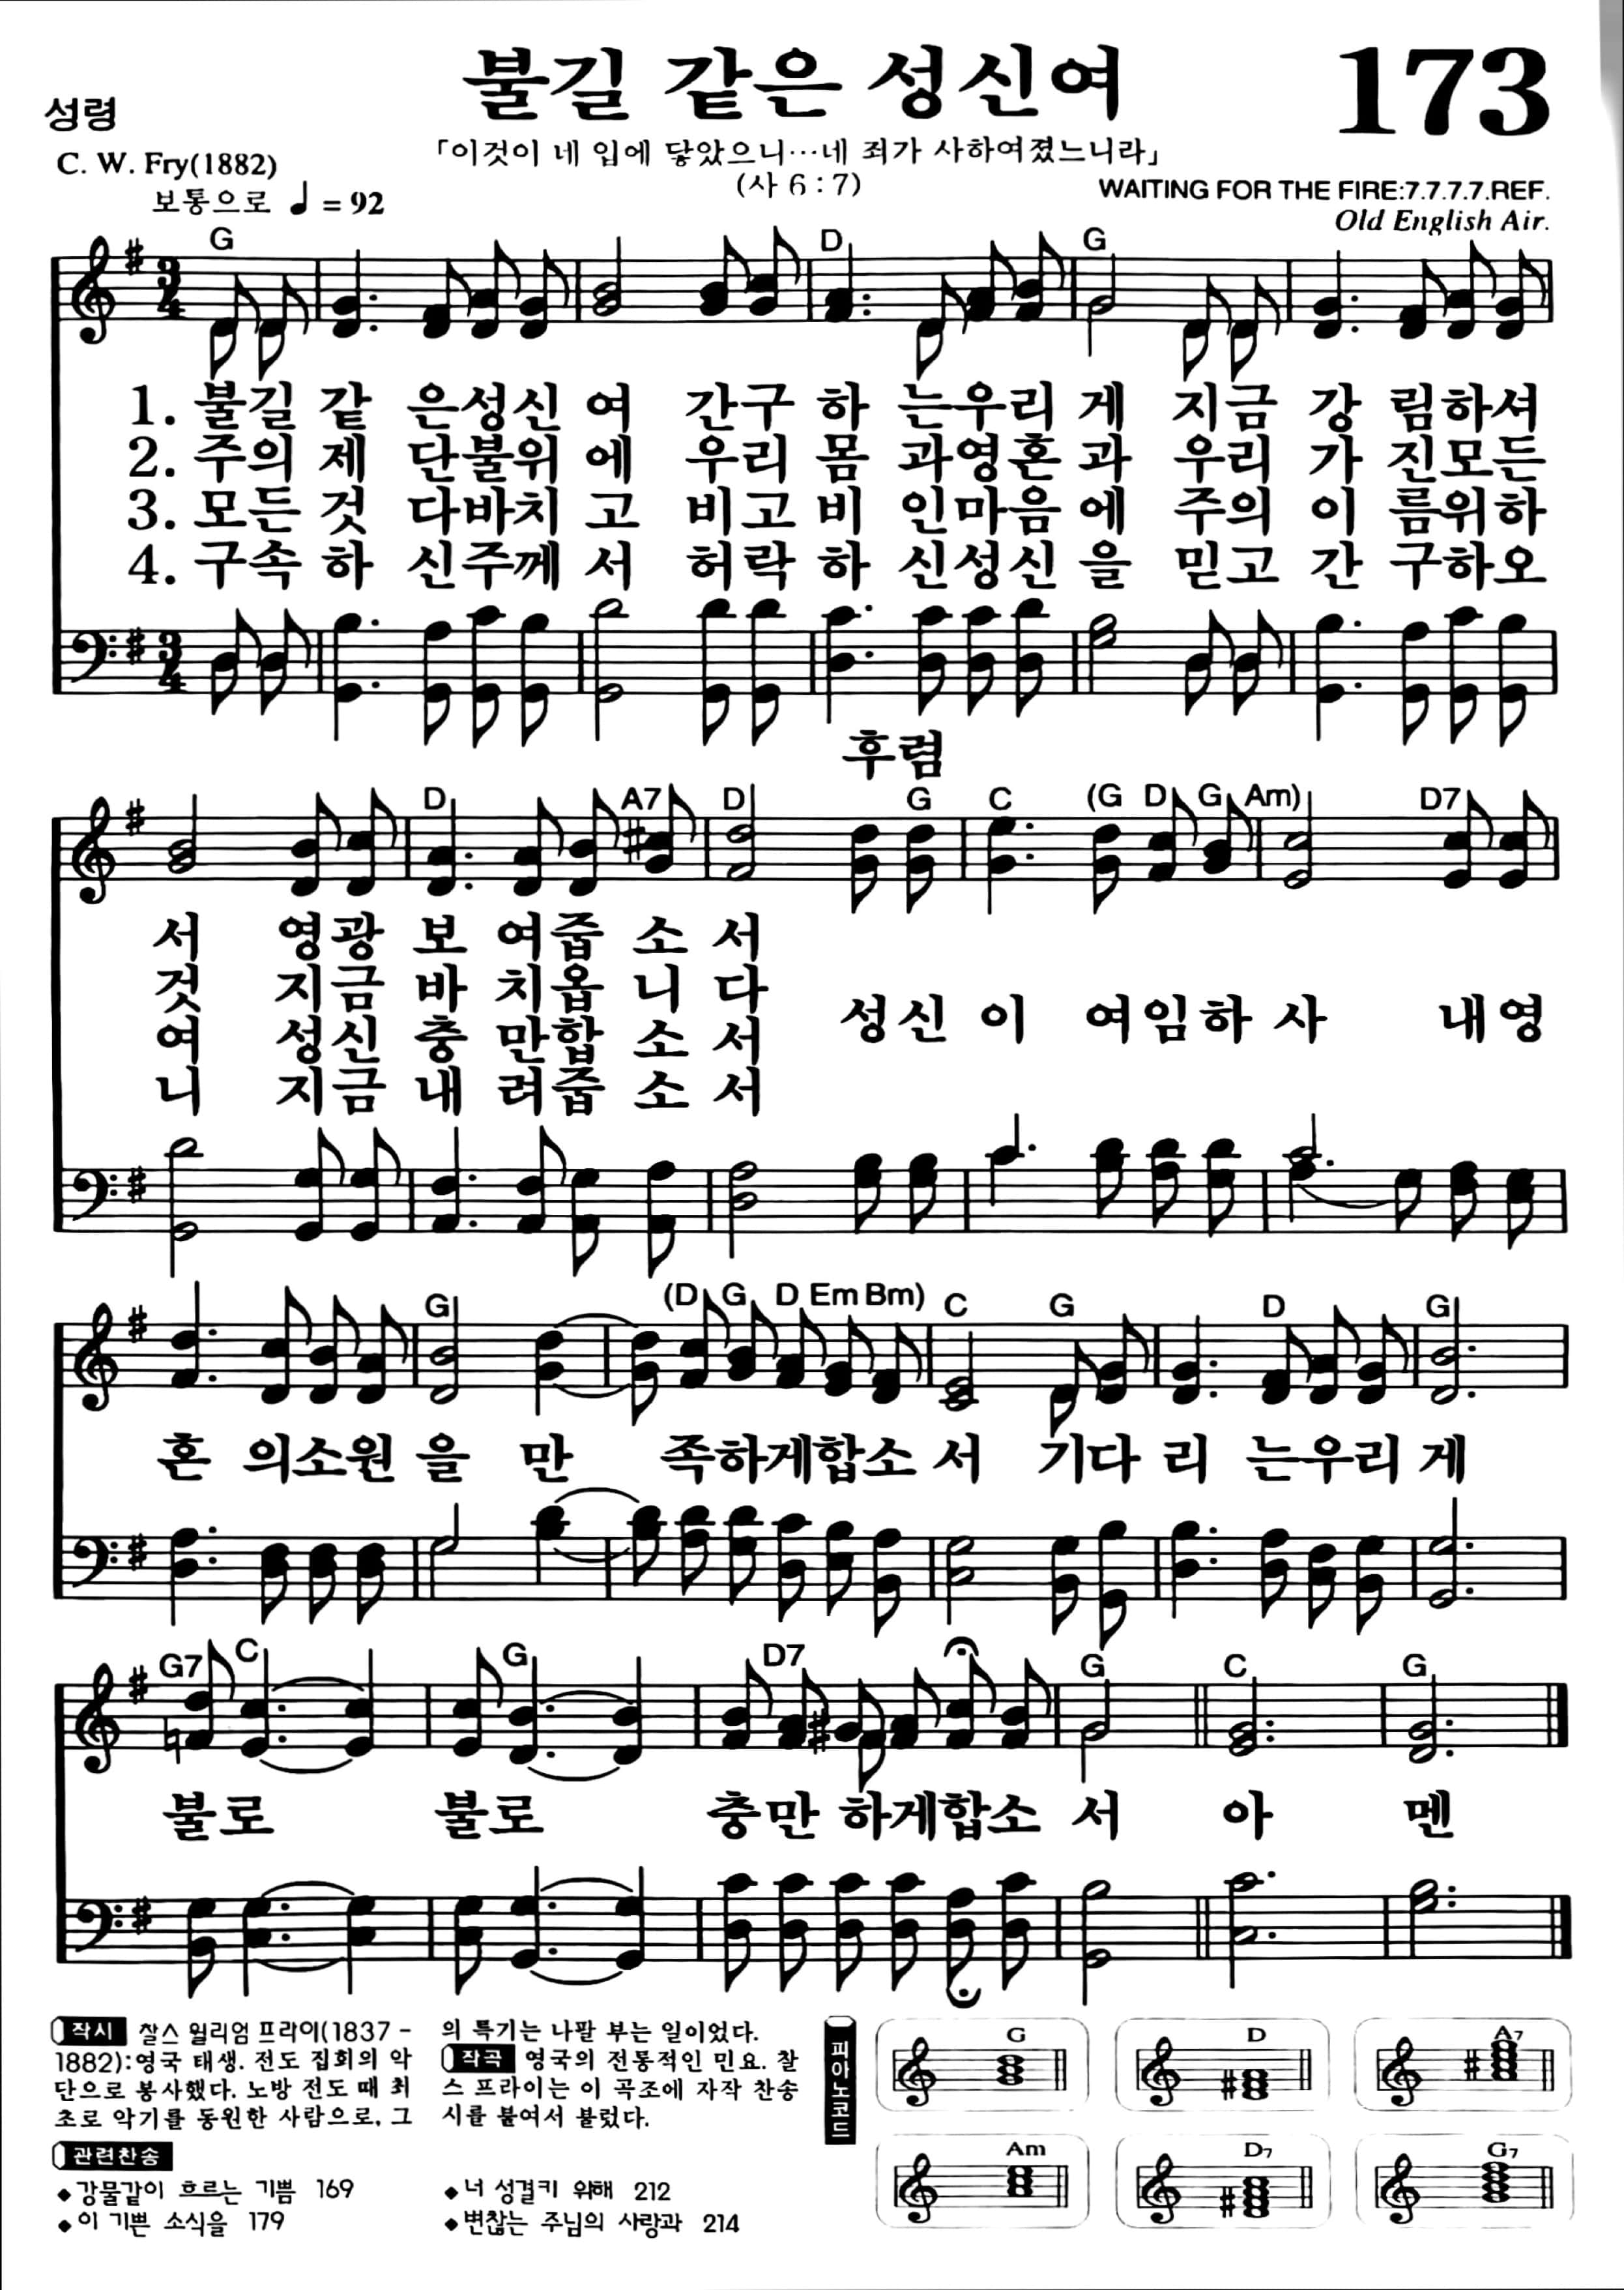 불길 같은 성신여
173
성령
「이것이 네 입에 닿았으니…네 죄가 사하여졌느니라」
(사 6:7)
C. W. Fry(1882)
보통으로 ♩ = 92
WAITING FOR THE FIRE:7.7.7.7.REF.
Old English Air.
G D G
1. 불길 같 은성신 여 간구 하 는우리 게 지금 강 림하셔
2. 주의 제 단불위 에 우리 몸 과영혼 과 우리 가 진모든
3. 모든 것 다바치 고 비고 비 인마음 에 주의 이 름위하
4. 구속 하 신주께 서 허락 하 신성신 을 믿고 간 구하오
후렴
D A7 D G C (G D G Am) D7
서 영광 보 여줍 소 서
것 지금 바 치옵 니 다
여 성신 충 만합 소 서
니 지금 내 려줍 소 서
성신 이 여임하 사 내영
G (D G D Em Bm) C G D G
혼 의소원 을 만 족하게합소 서 기다 리 는우리 게
G7 C G D7 G C G
불로 불로 충만 하게합소 서 아 멘
작시 찰스 윌리엄 프라이(1837-
1882):영국 태생. 전도 집회의 악
단으로 봉사했다. 노방 전도 때 최
초로 악기를 동원한 사람으로, 그
의 특기는 나팔 부는 일이었다.
작곡 영국의 전통적인 민요. 찰
스 프라이는 이 곡조에 자작 찬송
시를 붙여서 불렀다.
관련찬송
◆강물같이 흐르는 기쁨 169
◆이 기쁜 소식을 179
◆너 성결키 위해 212
◆변찮는 주님의 사랑과 214
피아노코드
G D A7
Am D7 G7